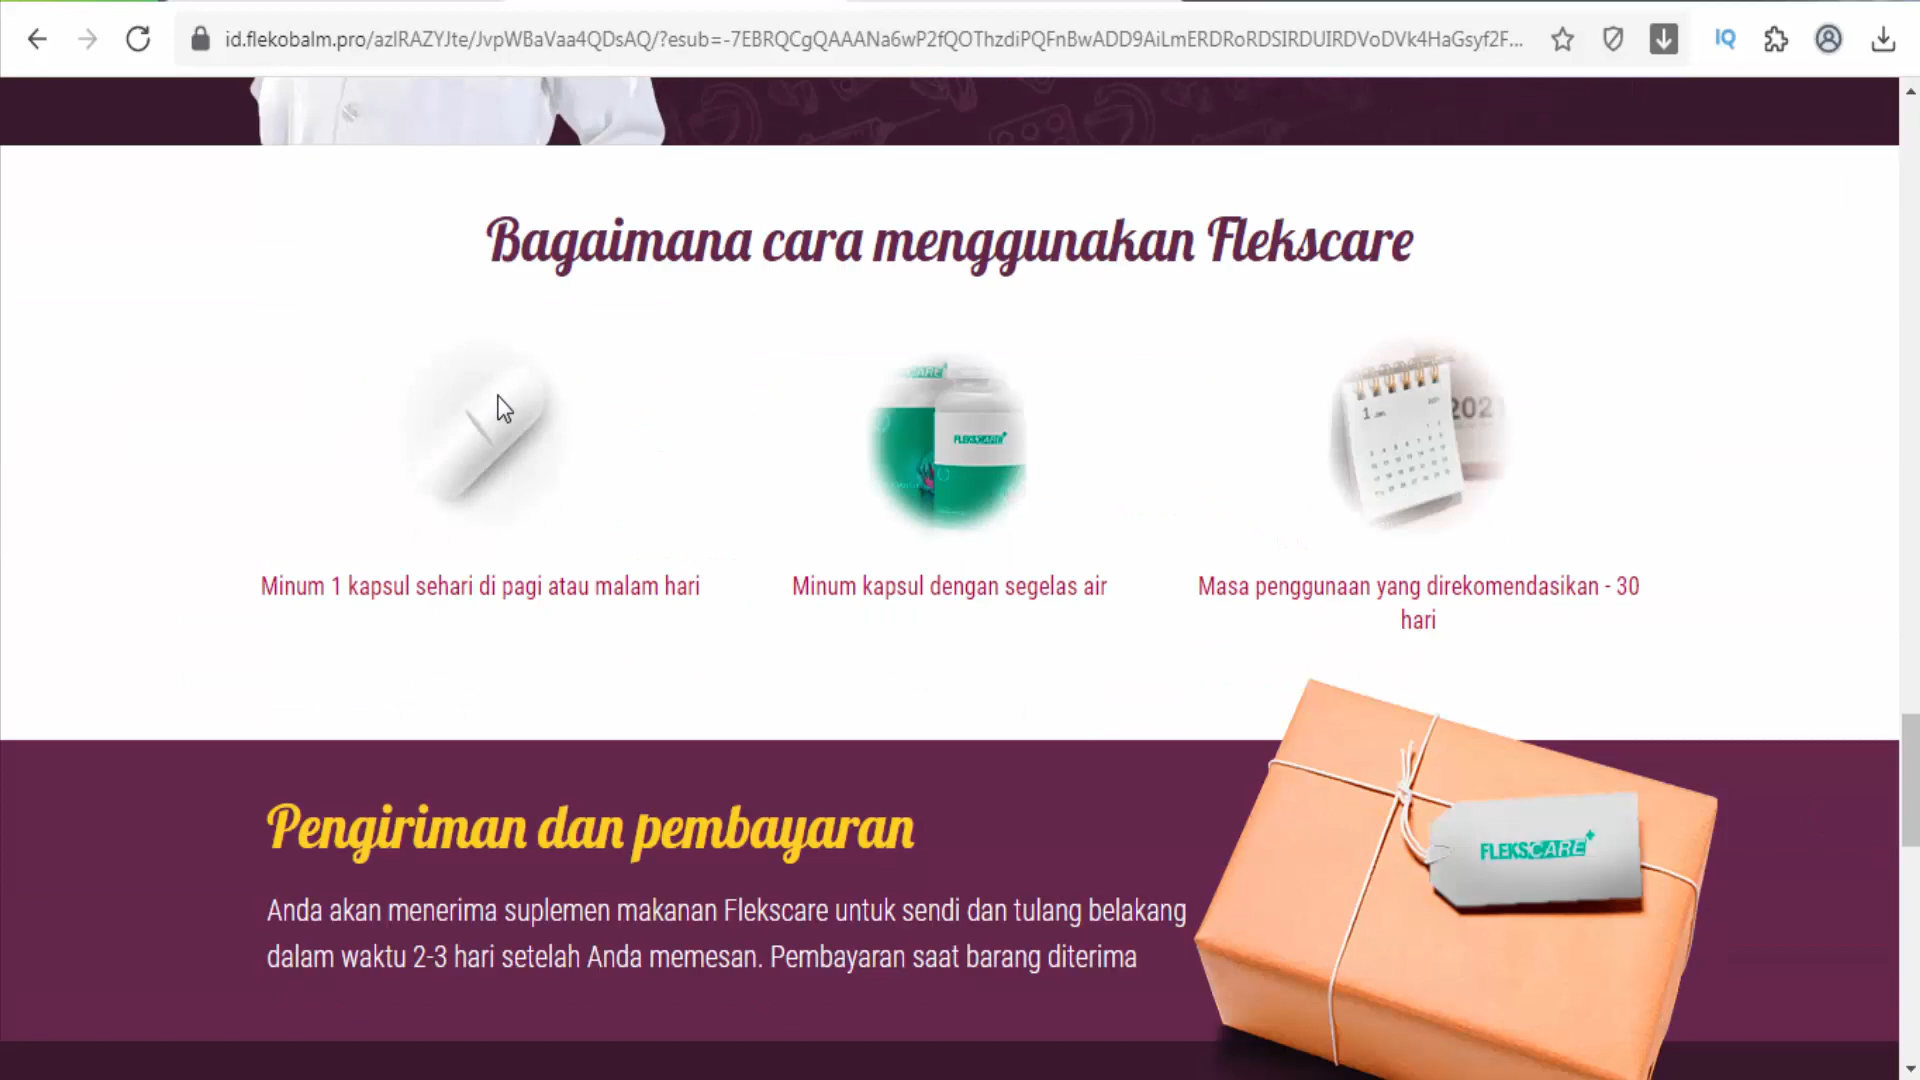 id.flekobalm.pro/azlRAZYJte/JvpWBaVaa4QDsAQ/?esub=-7EBRQCgQAAANa6wP2fQOThzdiPQFnBwADD9AiLmERDRoRDSIRDUIRDVoDVk4HaGsyf2F...
IQ
Bagaimana cara menggunakan Flekscare
FLEKSCARE
Minum 1 kapsul sehari di pagi atau malam hari
Minum kapsul dengan segelas air
Masa penggunaan yang direkomendasikan - 30
hari
Pengiriman dan pembayaran
FLEKSCARE+
Anda akan menerima suplemen makanan Flekscare untuk sendi dan tulang belakang
dalam waktu 2-3 hari setelah Anda memesan. Pembayaran saat barang diterima